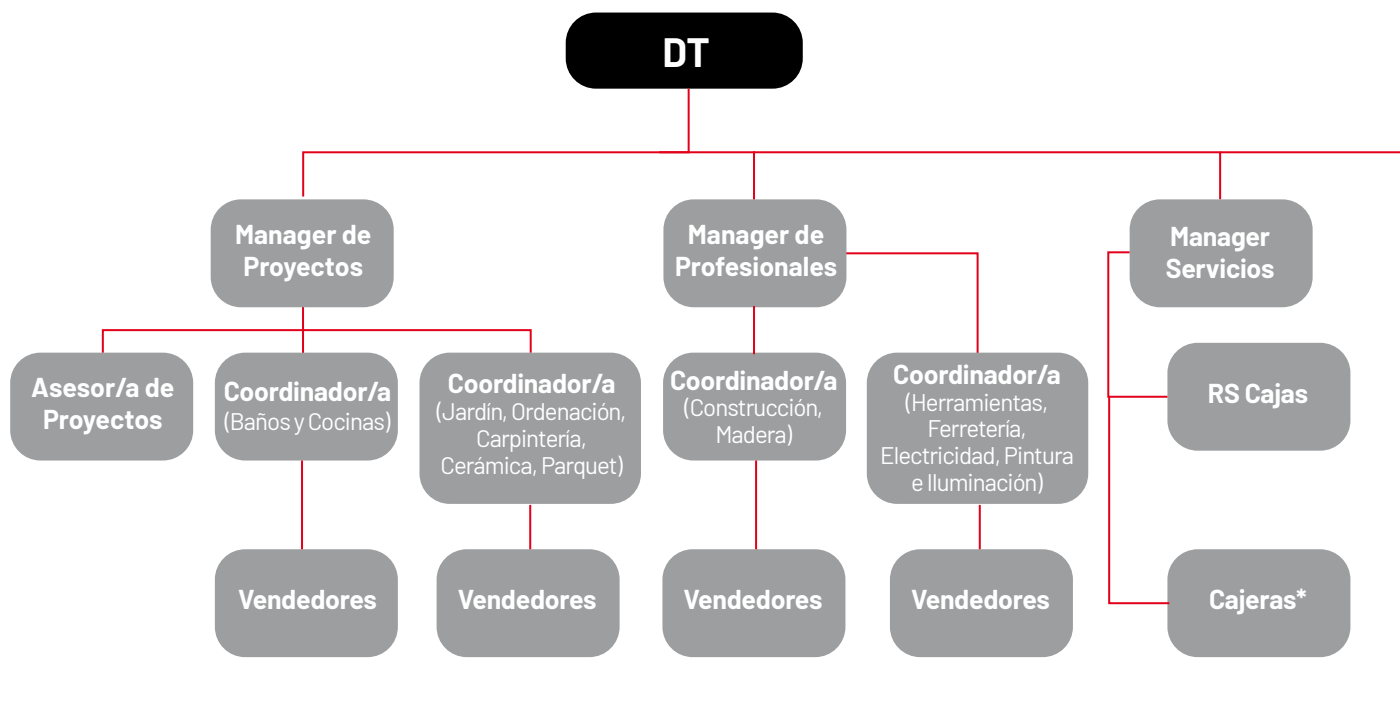 DT
Manager de
Proyectos
Manager de
Profesionales
Manager
Servicios
Asesor/a de
Proyectos
Coordinador/a
(Baños y Cocinas)
Coordinador/a
(Jardín, Ordenación,
Carpintería,
Cerámica, Parquet)
Coordinador/a
(Construcción,
Madera)
Coordinador/a
(Herramientas,
Ferretería,
Electricidad, Pintura
e Iluminación)
RS Cajas
Vendedores
Vendedores
Vendedores
Vendedores
Cajeras*